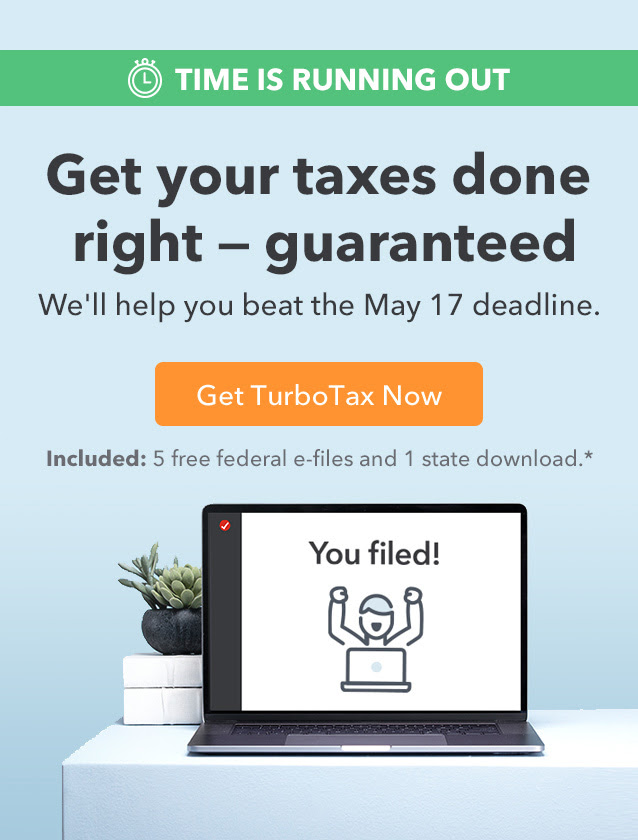 TIME IS RUNNING OUT
Get your taxes done
right – guaranteed
We'll help you beat the May 17 deadline.
Get TurboTax Now
Included: 5 free federal e-files and 1 state download.*
You filed!